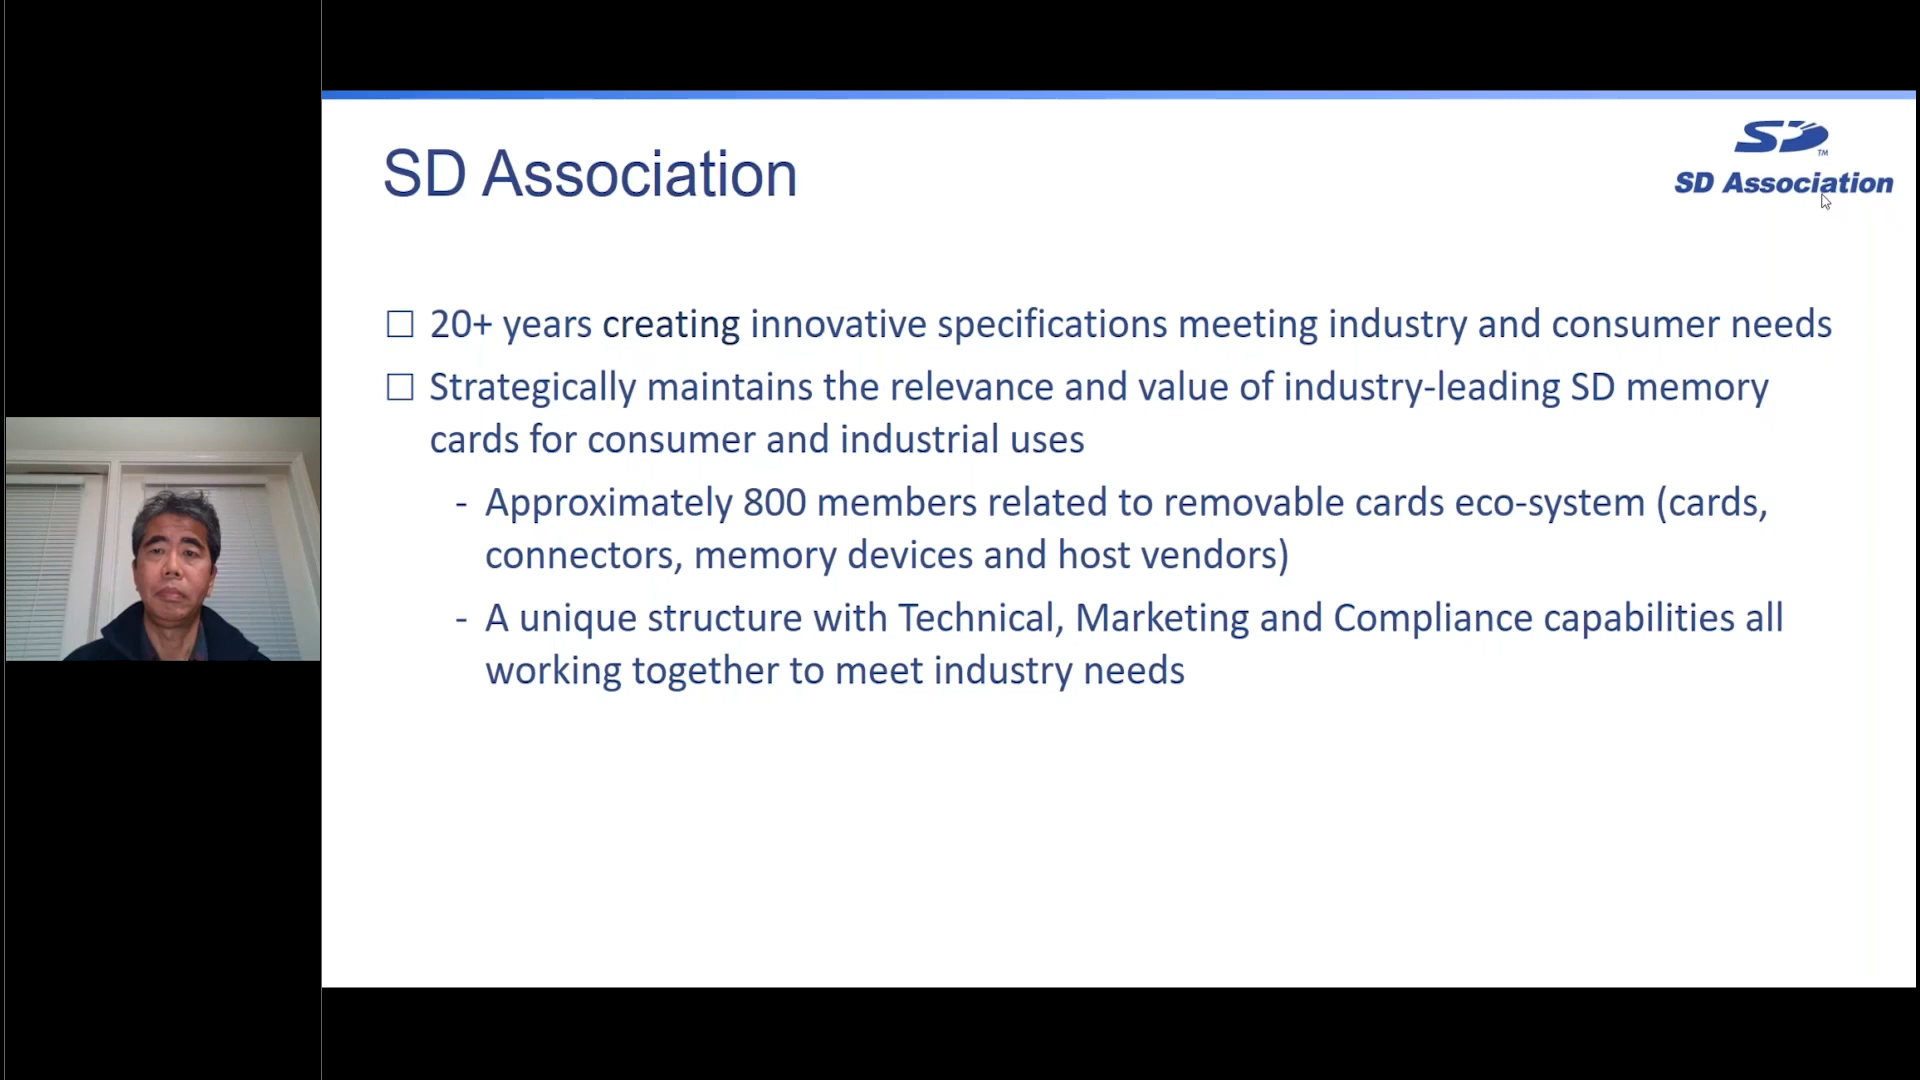 SD Association
SD
TM
SD Association
☐ 20+ years creating innovative specifications meeting industry and consumer needs
☐ Strategically maintains the relevance and value of industry-leading SD memory
cards for consumer and industrial uses
- Approximately 800 members related to removable cards eco-system (cards,
connectors, memory devices and host vendors)
- A unique structure with Technical, Marketing and Compliance capabilities all
working together to meet industry needs